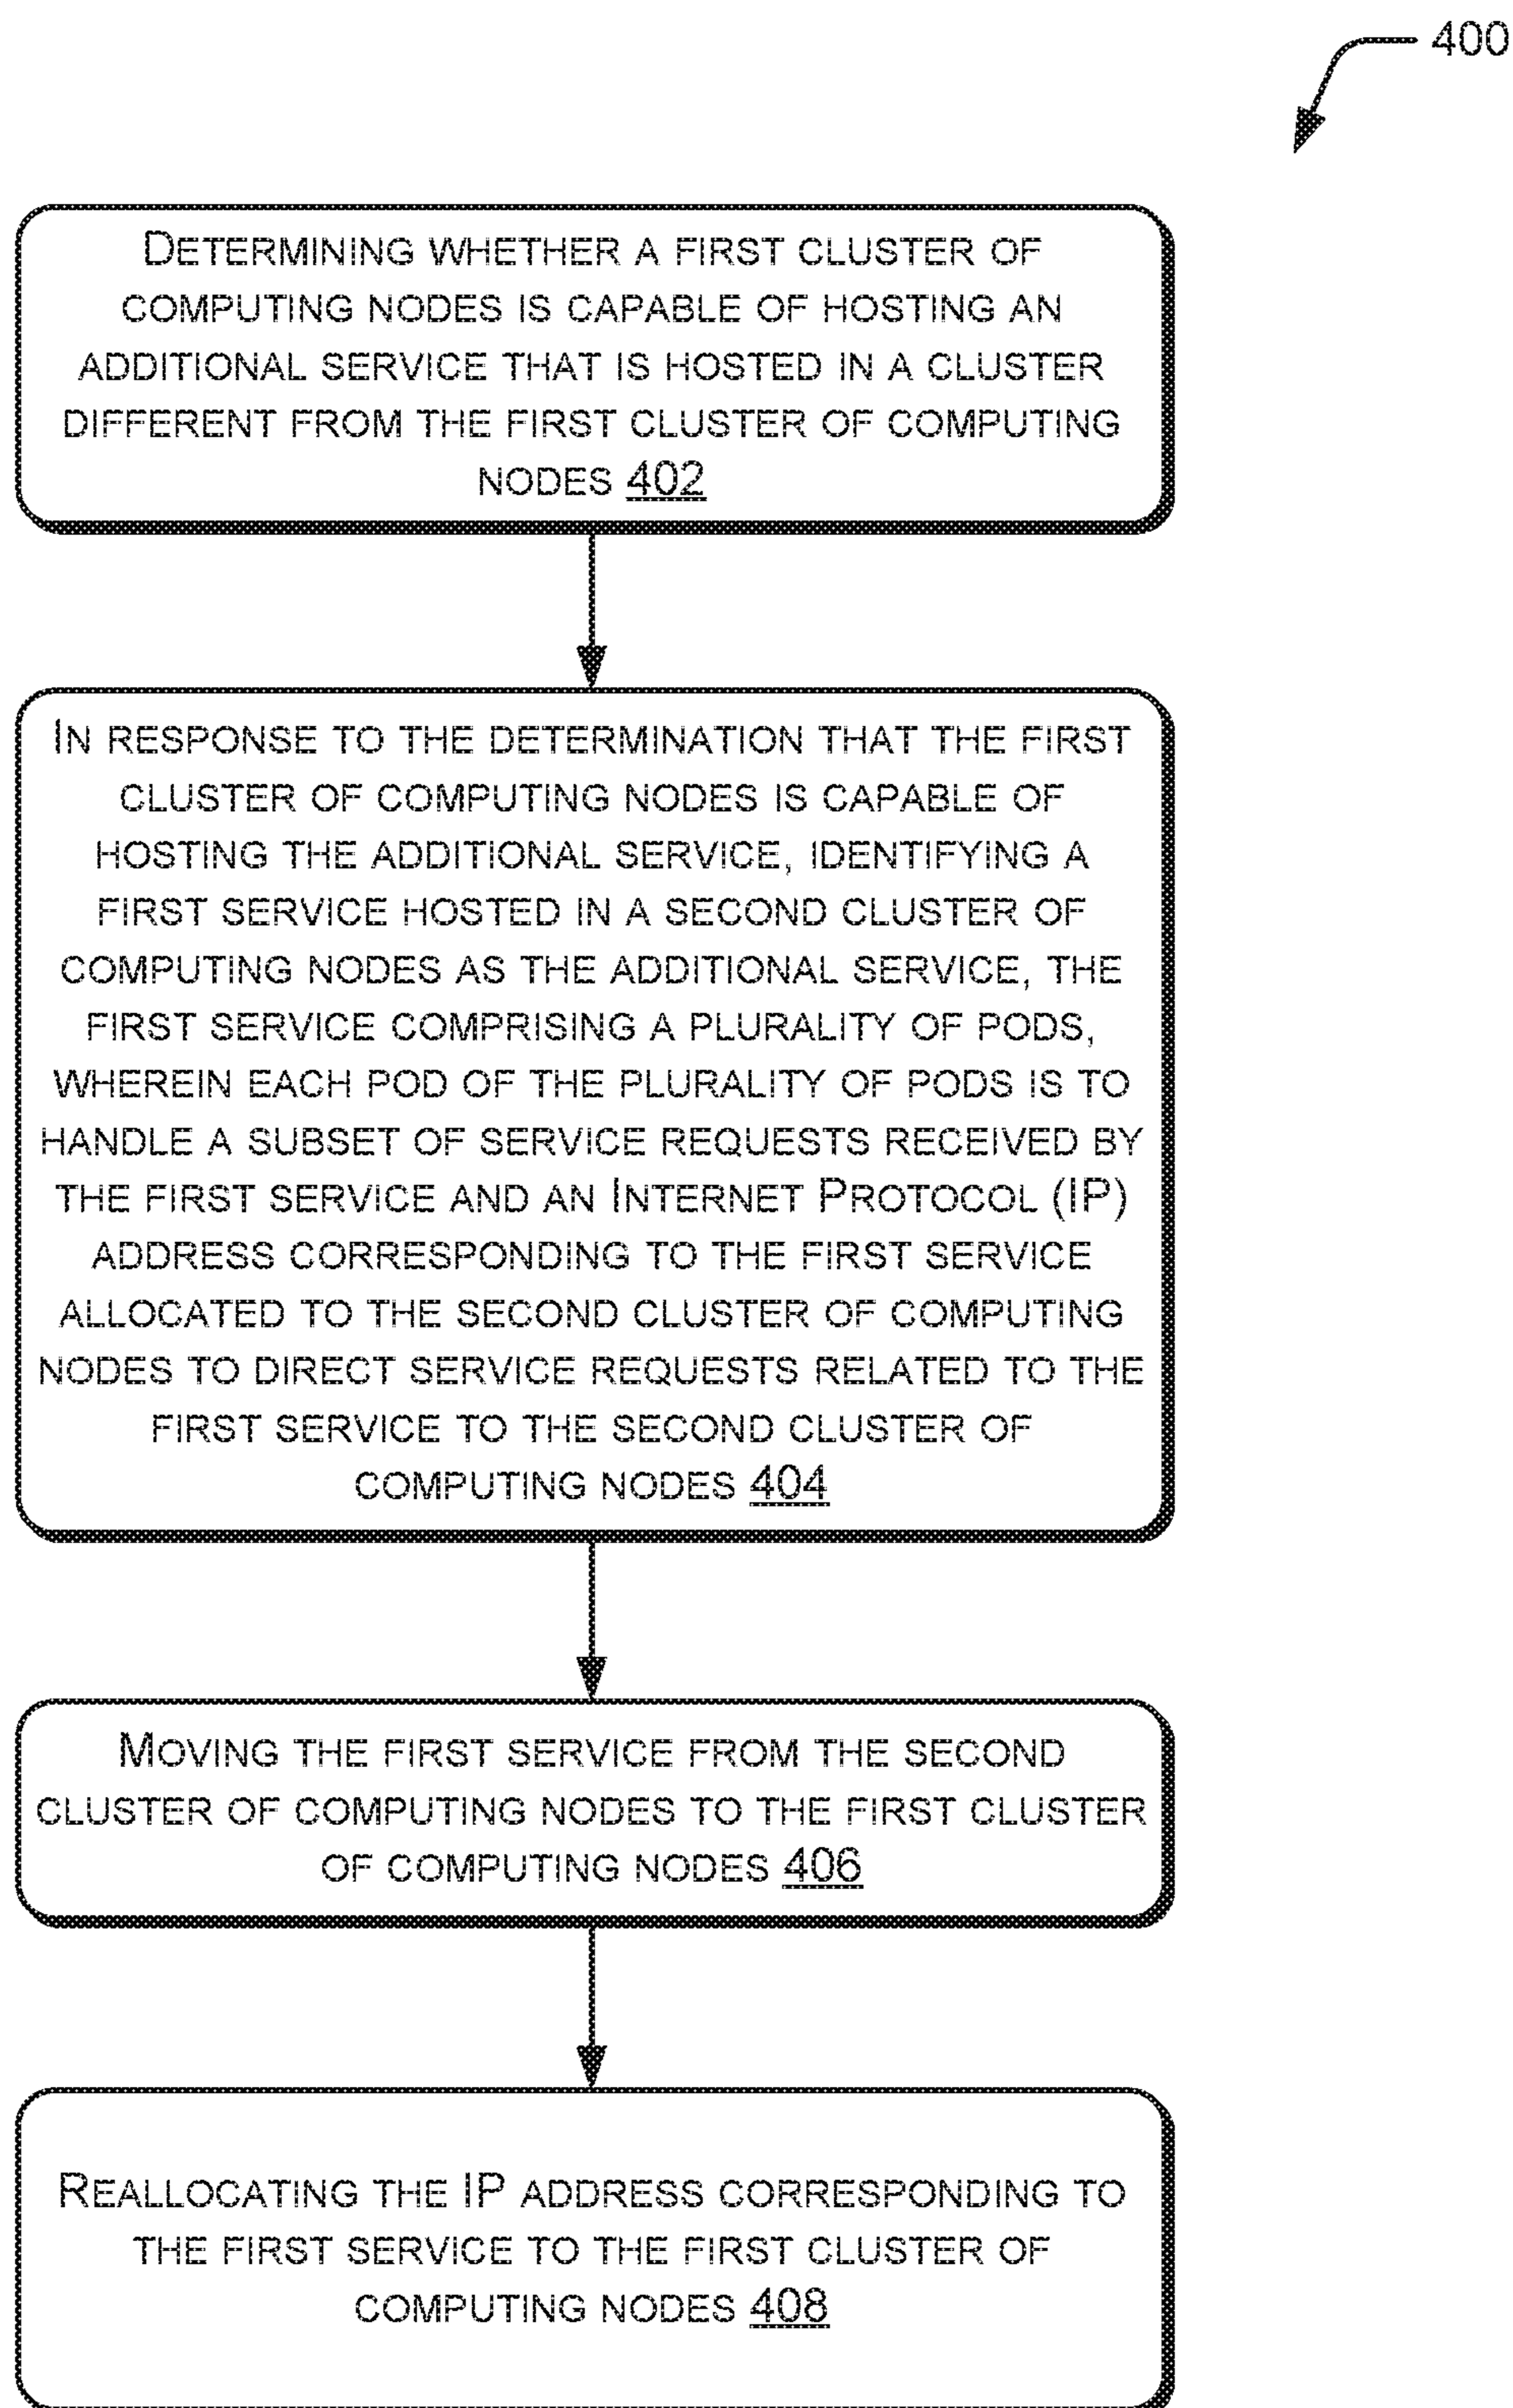 400
DETERMINING WHETHER A FIRST CLUSTER OF
COMPUTING NODES IS CAPABLE OF HOSTING AN
ADDITIONAL SERVICE THAT IS HOSTED IN A CLUSTER
DIFFERENT FROM THE FIRST CLUSTER OF COMPUTING
NODES 402
IN RESPONSE TO THE DETERMINATION THAT THE FIRST
CLUSTER OF COMPUTING NODES IS CAPABLE OF
HOSTING THE ADDITIONAL SERVICE, IDENTIFYING A
FIRST SERVICE HOSTED IN A SECOND CLUSTER OF
COMPUTING NODES AS THE ADDITIONAL SERVICE, THE
FIRST SERVICE COMPRISING A PLURALITY OF PODS,
WHEREIN EACH POD OF THE PLURALITY OF PODS IS TO
HANDLE A SUBSET OF SERVICE REQUESTS RECEIVED BY
THE FIRST SERVICE AND AN INTERNET PROTOCOL (IP)
ADDRESS CORRESPONDING TO THE FIRST SERVICE
ALLOCATED TO THE SECOND CLUSTER OF COMPUTING
NODES TO DIRECT SERVICE REQUESTS RELATED TO THE
FIRST SERVICE TO THE SECOND CLUSTER OF
COMPUTING NODES 404
MOVING THE FIRST SERVICE FROM THE SECOND
CLUSTER OF COMPUTING NODES TO THE FIRST CLUSTER
OF COMPUTING NODES 406
REALLOCATING THE IP ADDRESS CORRESPONDING TO
THE FIRST SERVICE TO THE FIRST CLUSTER OF
COMPUTING NODES 408